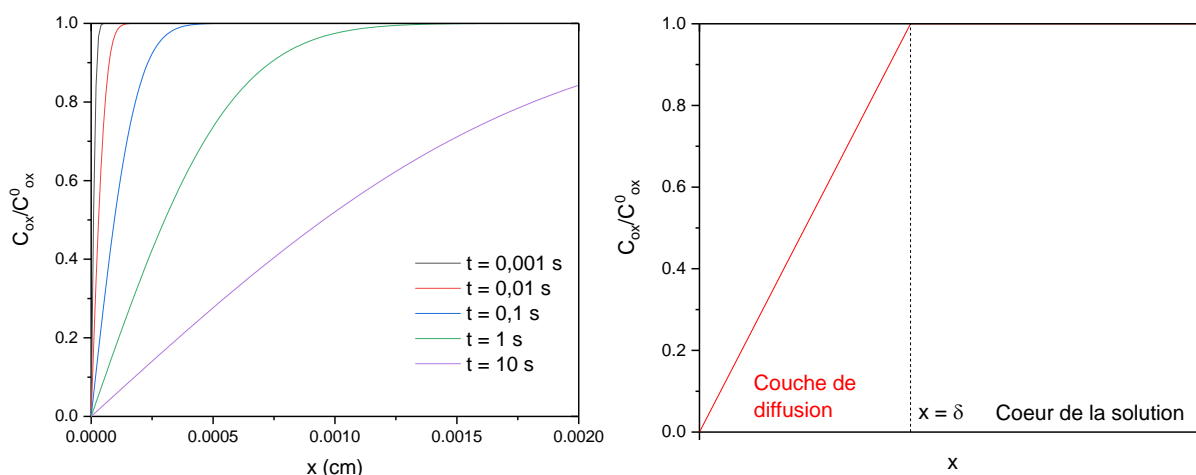 1.0
0.8
0.6
0.4
0.2
0.0
C_ox/C^0_ox
t = 0,001 s
t = 0,01 s
t = 0,1 s
t = 1 s
t = 10 s
0.0000 0.0005 0.0010 0.0015 0.0020
x (cm)
1.0
0.8
0.6
0.4
0.2
0.0
C_ox/C^0_ox
Couche de
diffusion
x = δ
Coeur de la solution
x